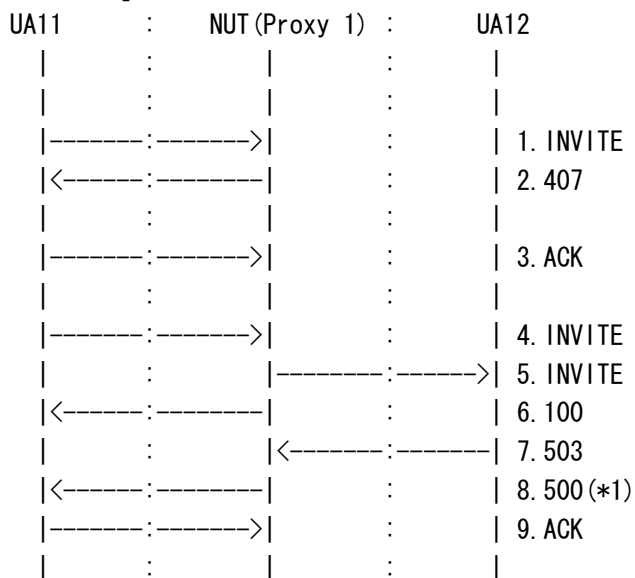 UA11 : NUT(Proxy 1) : UA12
| : | : |
| : | : |
|-------:------->| : | 1. INVITE
|<------:--------| : | 2. 407
| : | : |
|-------:------->| : | 3. ACK
| : | : |
|-------:------->| : | 4. INVITE
| : |--------:------>| 5. INVITE
|<------:--------| : | 6. 100
| : |<-------:-------| 7. 503
|<------:--------| : | 8. 500(*1)
|-------:------->| : | 9. ACK
| : | : |